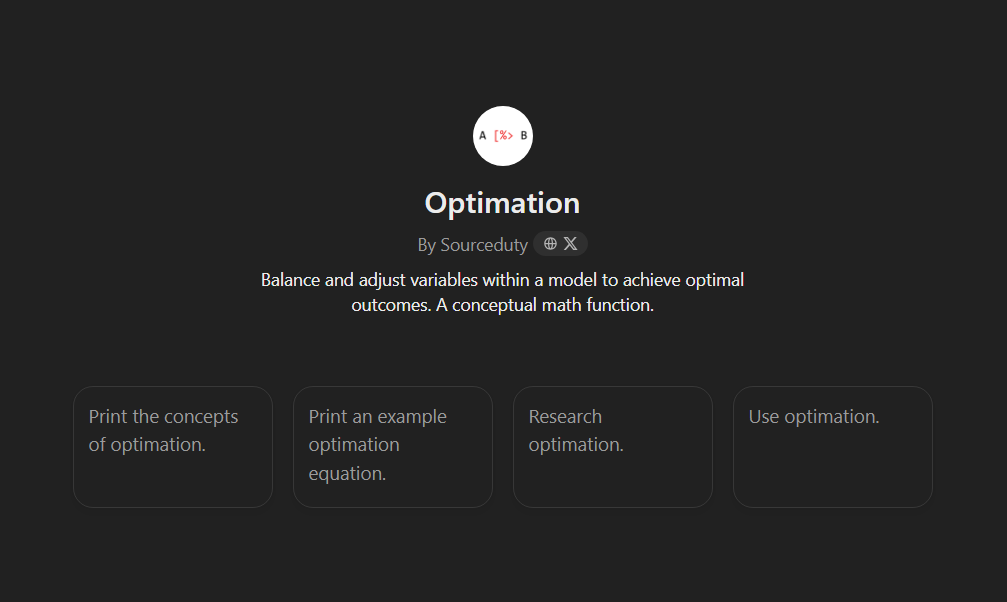 A [%> B
Optimation
By Sourceduty
Balance and adjust variables within a model to achieve optimal
outcomes. A conceptual math function.
Print the concepts
of optimation.
Print an example
optimation
equation.
Research
optimation.
Use optimation.